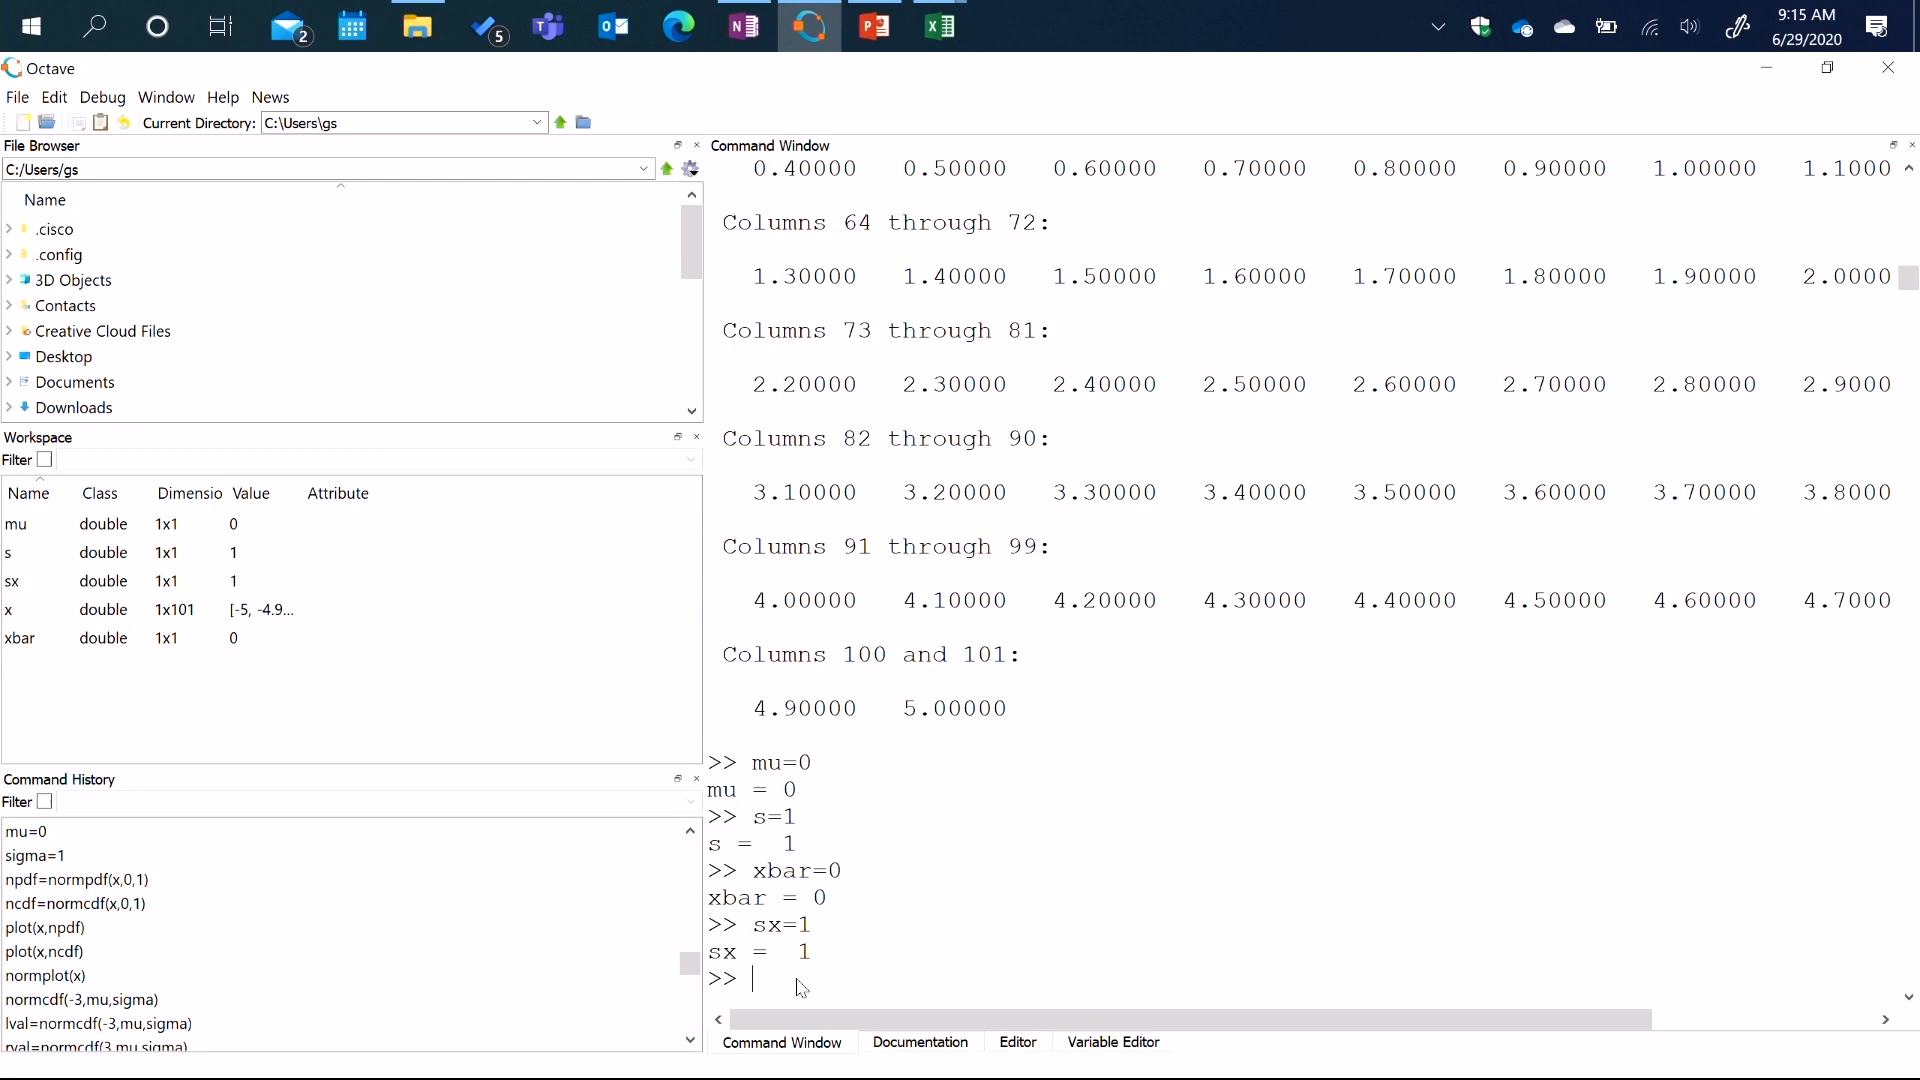 2
5
9:15 AM
6/29/2020
Octave
File Edit Debug Window Help News
Current Directory: C:\Users\gs
File Browser
C:/Users/gs
Name
.cisco
.config
3D Objects
Contacts
Creative Cloud Files
Desktop
Documents
Downloads
Workspace
Filter
Name Class Dimensio Value Attribute
mu double 1x1 0
s double 1x1 1
sx double 1x1 1
x double 1x101 [-5, -4.9...
xbar double 1x1 0
Command History
Filter
mu=0
sigma=1
npdf=normpdf(x,0,1)
ncdf=normcdf(x,0,1)
plot(x,npdf)
plot(x,ncdf)
normplot(x)
normcdf(-3,mu,sigma)
lval=normcdf(-3,mu,sigma)
rval=normcdf(3,mu,sigma)
Command Window
0.40000 0.50000 0.60000 0.70000 0.80000 0.90000 1.00000 1.1000
Columns 64 through 72:
1.30000 1.40000 1.50000 1.60000 1.70000 1.80000 1.90000 2.0000
Columns 73 through 81:
2.20000 2.30000 2.40000 2.50000 2.60000 2.70000 2.80000 2.9000
Columns 82 through 90:
3.10000 3.20000 3.30000 3.40000 3.50000 3.60000 3.70000 3.8000
Columns 91 through 99:
4.00000 4.10000 4.20000 4.30000 4.40000 4.50000 4.60000 4.7000
Columns 100 and 101:
4.90000 5.00000
>> mu=0
mu = 0
>> s=1
s = 1
>> xbar=0
xbar = 0
>> sx=1
sx = 1
>>
Command Window Documentation Editor Variable Editor